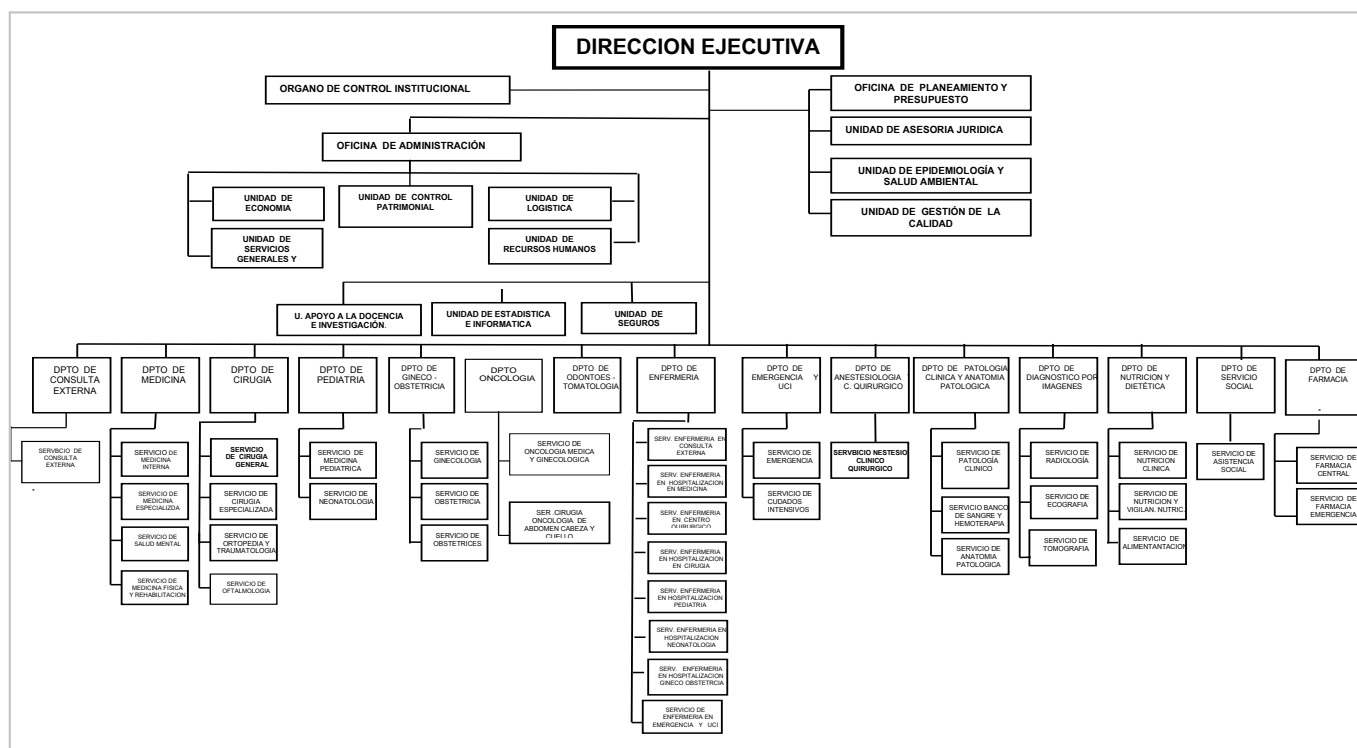 DIRECCION EJECUTIVA
ORGANO DE CONTROL INSTITUCIONAL
OFICINA DE PLANEAMIENTO Y
PRESUPUESTO
UNIDAD DE ASESORIA JURIDICA
OFICINA DE ADMINISTRACIÓN
UNIDAD DE EPIDEMIOLOGÍA Y
SALUD AMBIENTAL
UNIDAD DE GESTIÓN DE LA
CALIDAD
UNIDAD DE
ECONOMIA
UNIDAD DE CONTROL
PATRIMONIAL
UNIDAD DE
LOGISTICA
UNIDAD DE
SERVICIOS
GENERALES Y
UNIDAD DE
RECURSOS HUMANOS
U. APOYO A LA DOCENCIA
E INVESTIGACIÓN.
UNIDAD DE ESTADISTICA
E INFORMATICA
UNIDAD DE
SEGUROS
DPTO DE
CONSULTA
EXTERNA
DPTO DE
MEDICINA
DPTO DE
CIRUGIA
DPTO DE
PEDIATRIA
DPTO DE
GINECO -
OBSTETRICIA
DPTO
ONCOLOGIA
DPTO DE
ODONTOES -
TOMATOLOGIA
DPTO DE
ENFERMERIA
DPTO DE
EMERGENCIA Y
UCI
DPTO DE
ANESTESIOLOGIA Y
C. QUIRURGICO
DPTO DE PATOLOGIA
CLINICA Y ANATOMIA
PATOLOGICA
DPTO DE
DIAGNOSTICO POR
IMAGENES
DPTO DE
NUTRICION Y
DIETÉTICA
DPTO DE
SERVICIO
SOCIAL
DPTO DE
FARMACIA
SERVBCIO DE
CONSULTA
EXTERNA
SERVICIO DE
MEDICINA
INTERNA
SERVICIO DE
MEDICINA
ESPECIALIZDA
SERVICIO DE
SALUD MENTAL
SERVICIO DE
MEDICINA FISICA
Y REHABILITACION
SERVICIO
DE CIRUGIA
GENERAL
SERVICIO DE
CIRUGIA
ESPECIALIZADA
SERVICIO DE
ORTOPEDIA Y
TRAUMATOLOGIA
SERVICIO DE
OFTALMOLOGIA
SERVICIO DE
MEDICINA
PEDIATRICA
SERVICIO DE
NEONATOLOGIA
SERVICIO DE
GINECOLOGIA
SERVICIO DE
OBSTETRICIA
SERVICIO DE
OBSTETRICES
SERVICIO DE
ONCOLOGIA MEDICA
Y GINECOLOGICA
SER .CIRUGIA
ONCOLOGIA DE
ABDOMEN CABEZA Y
CUELLO
SERV. ENFERMERIA EN
CONSULTA
EXTERNA
SERV. ENFERMERIA
EN HOSPITALIZACION
EN MEDICINA
SERV. ENFERMERIA
EN CENTRO
QUIRURGICO
SERV. ENFERMERIA
EN HOSPITALIZACION
EN CIRUGIA
SERV. ENFERMERIA
EN HOSPITALIZACION
PEDIATRIA
SERV. ENFERMERIA EN
HOSPITALIZACION
NEONATOLOGIA
SERV. ENFERMERIA
EN HOSPITALIZACION
GINECO OBSTETRCIA
SERVICIO DE
ENFERMERIA EN
EMERGENCIA Y UCI
SERVICIO DE
EMERGENCIA
SERVICIO DE
CUDADOS
INTENSIVOS
SERVBICIO NESTESIO
CLINICO
QUIRURGICO
SERVICIO DE
PATOLOGÍA
CLINICO
SERVICIO BANCO
DE SANGRE Y
HEMOTERAPIA
SERVICIO DE
ANATOMIA
PATOLOGICA
SERVICIO DE
RADIOLOGÍA
SERVICIO DE
ECOGRAFIA
SERVICIO DE
TOMOGRAFIA
SERVICIO DE
NUTRICION
CLINICA
SERVICIO DE
NUTRICION Y
VIGILAN. NUTRIC.
SERVICIO DE
ALIMENTANTACION
SERVICIO DE
ASISTENCIA
SOCIAL
SERVICIO DE
FARMACIA
CENTRAL
SERVICIO DE
FARMACIA
EMERGENCIA